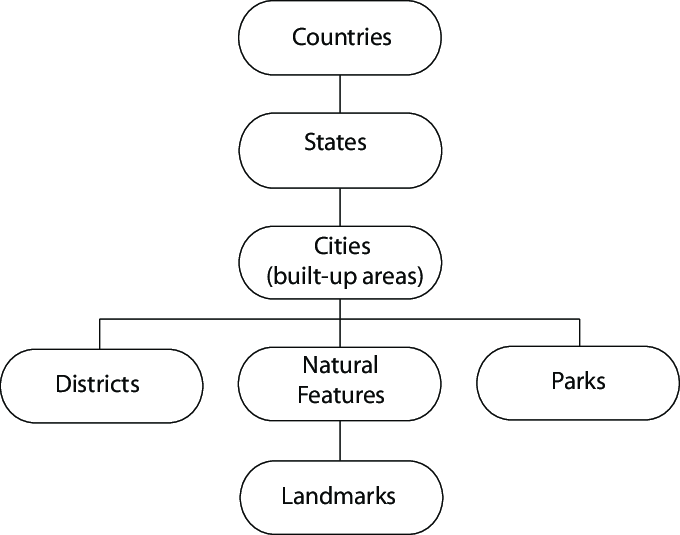 Countries
States
Cities
(built-up areas)
Districts
Natural
Features
Parks
Landmarks